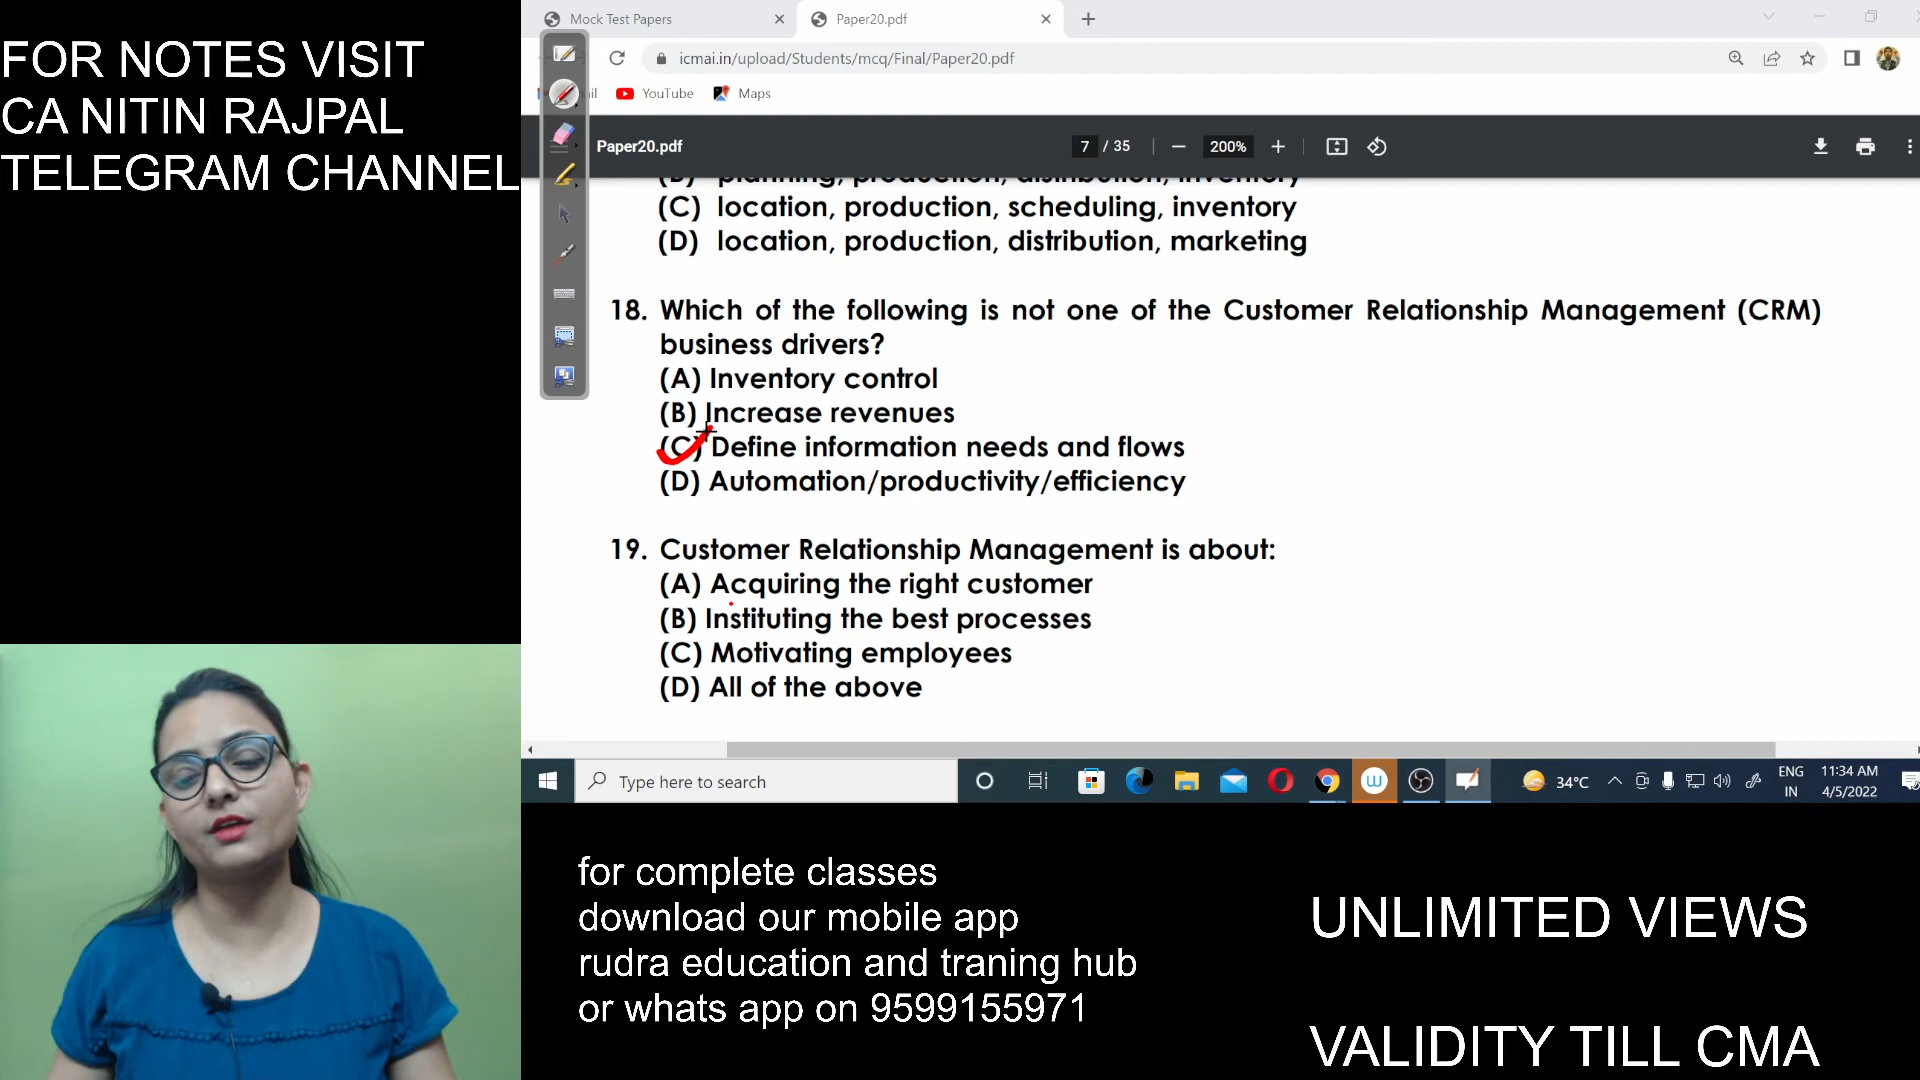 FOR NOTES VISIT
CA NITIN RAJPAL
TELEGRAM CHANNEL
Mock Test Papers
Paper20.pdf
icmai.in/upload/Students/mcq/Final/Paper20.pdf
YouTube
Maps
Paper20.pdf
7 / 35
200%
planning, production, distribution, inventory
(C) location, production, scheduling, inventory
(D) location, production, distribution, marketing
18. Which of the following is not one of the Customer Relationship Management (CRM)
business drivers?
(A) Inventory control
(B) Increase revenues
(C) Define information needs and flows
(D) Automation/productivity/efficiency
19. Customer Relationship Management is about:
(A) Acquiring the right customer
(B) Instituting the best processes
(C) Motivating employees
(D) All of the above
Type here to search
34°C
ENG
IN
11:34 AM
4/5/2022
for complete classes
download our mobile app
rudra education and traning hub
or whats app on 9599155971
UNLIMITED VIEWS
VALIDITY TILL CMA